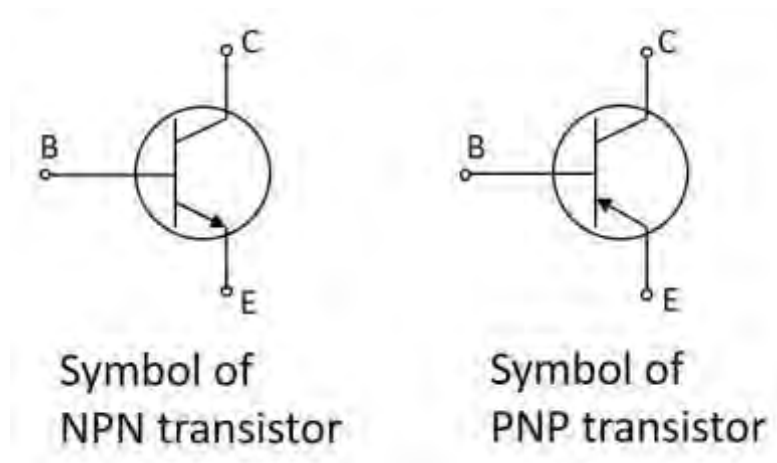 C
B
E
Symbol of
NPN transistor
C
B
E
Symbol of
PNP transistor